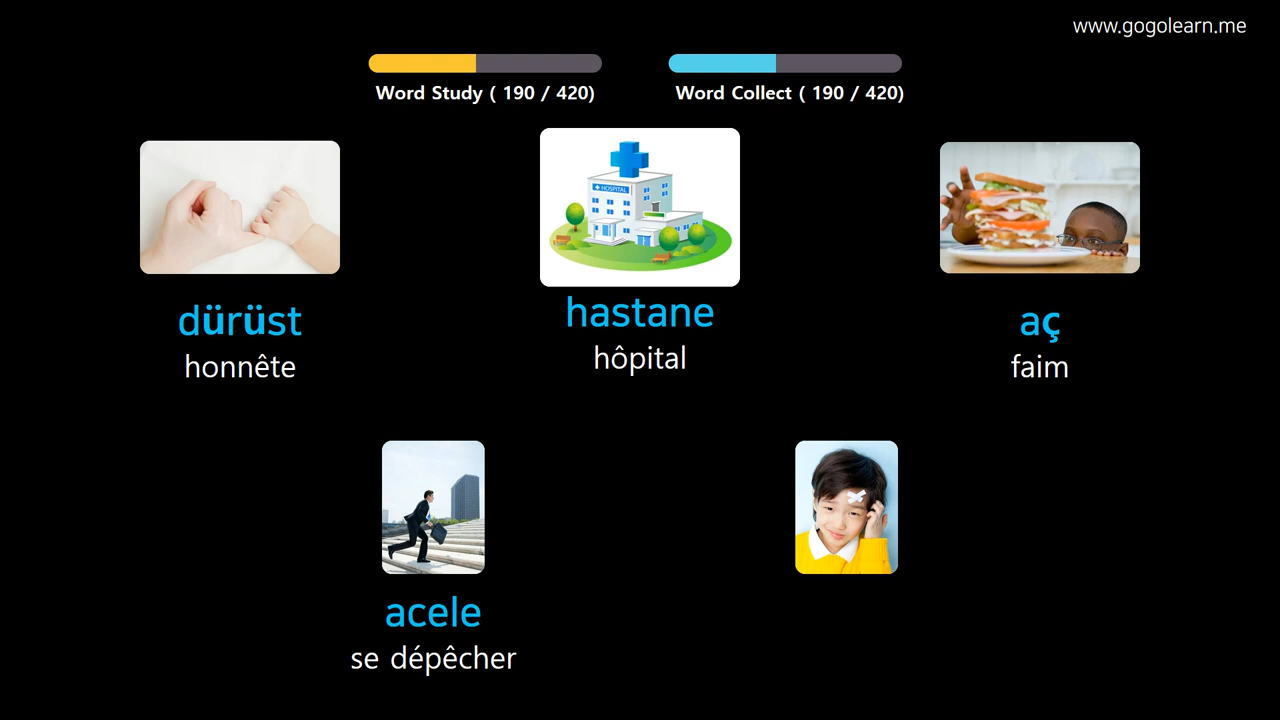 www.gogolearn.me
Word Study ( 190 / 420)
Word Collect ( 190 / 420)
HOSPITAL
dürüst
honnête
hastane
hôpital
aç
faim
acele
se dépêcher